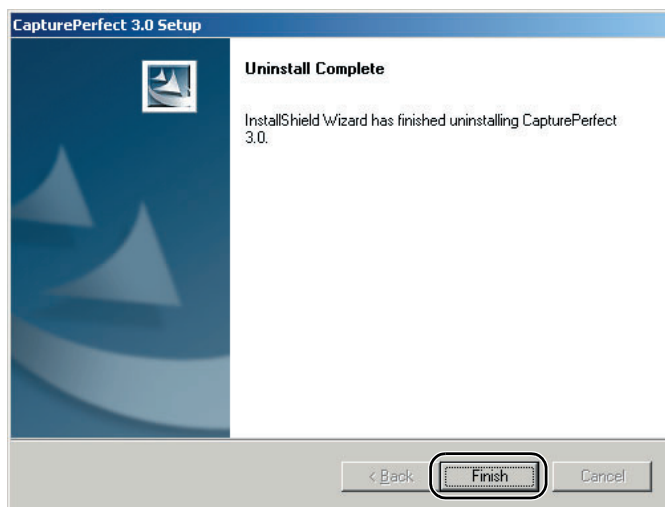 CapturePerfect 3.0 Setup
Uninstall Complete
InstallShield Wizard has finished uninstalling CapturePerfect
3.0.
< Back
Finish
Cancel